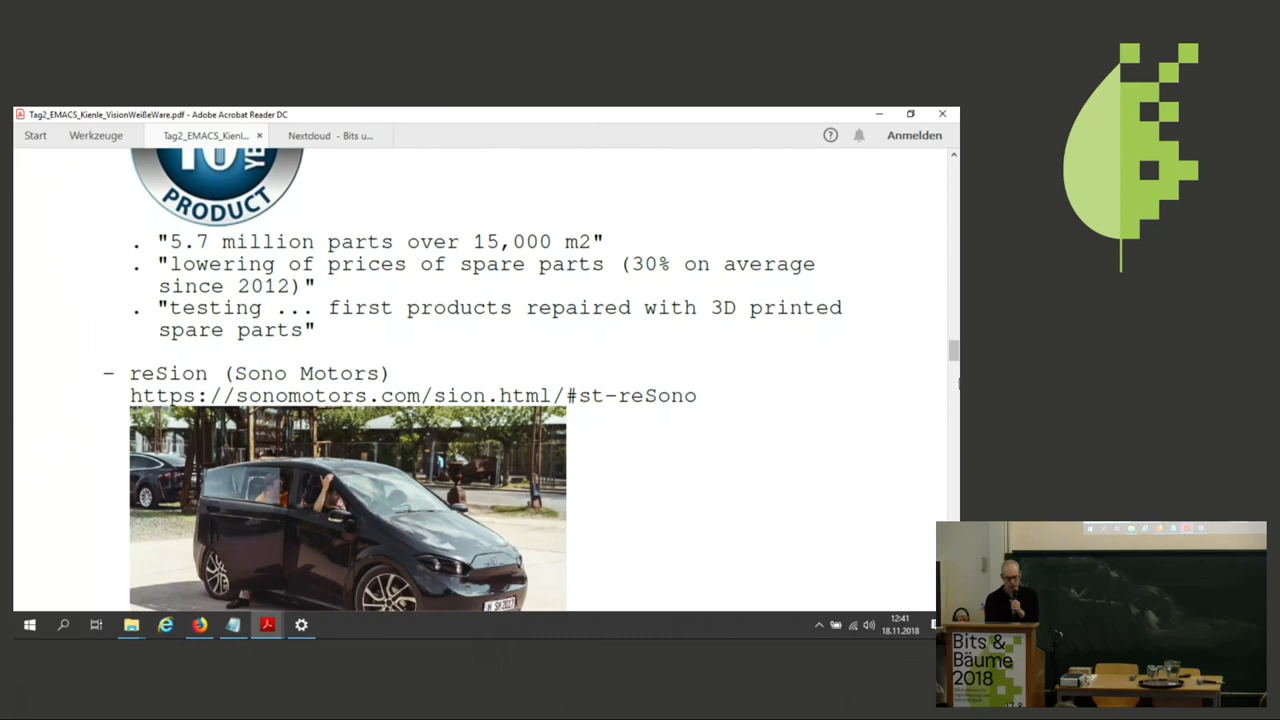 Tag2_EMACS_Kienle_VisionWeißeWare.pdf - Adobe Acrobat Reader DC
Start Werkzeuge Tag2_EMACS_Kienl... × Nextcloud - Bits u... Anmelden
10
YE
PRODUCT
. "5.7 million parts over 15,000 m2"
. "lowering of prices of spare parts (30% on average
since 2012)"
. "testing ... first products repaired with 3D printed
spare parts"
– reSion (Sono Motors)
https://sonomotors.com/sion.html/#st-reSono
12:41
18.11.2018
Bits &
Bäume
2018